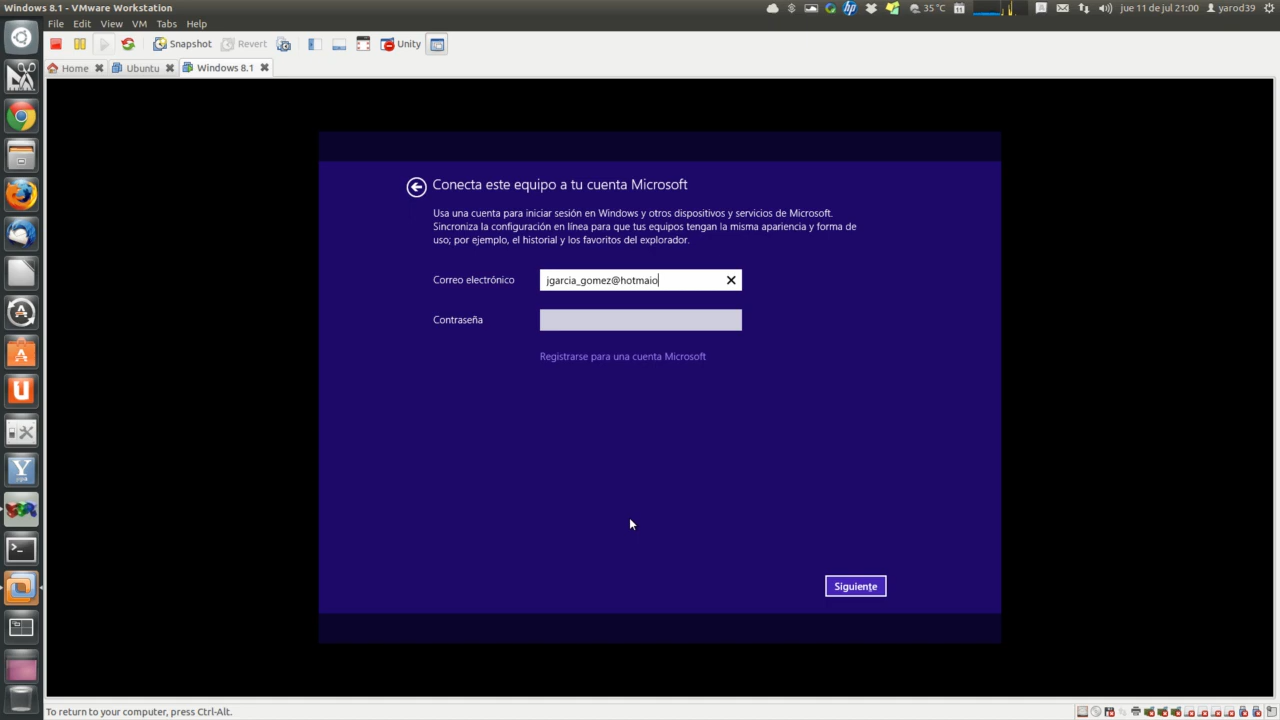 Windows 8.1 - VMware Workstation
35 °C
jue 11 de jul 21:00
yarod39
File Edit View VM Tabs Help
Snapshot Revert Unity
Home Ubuntu Windows 8.1
Conecta este equipo a tu cuenta Microsoft
Usa una cuenta para iniciar sesión en Windows y otros dispositivos y servicios de Microsoft.
Sincroniza la configuración en línea para que tus equipos tengan la misma apariencia y forma de
uso; por ejemplo, el historial y los favoritos del explorador.
Correo electrónico
jgarcia_gomez@hotmaio
Contraseña
Registrarse para una cuenta Microsoft
Siguiente
To return to your computer, press Ctrl-Alt.